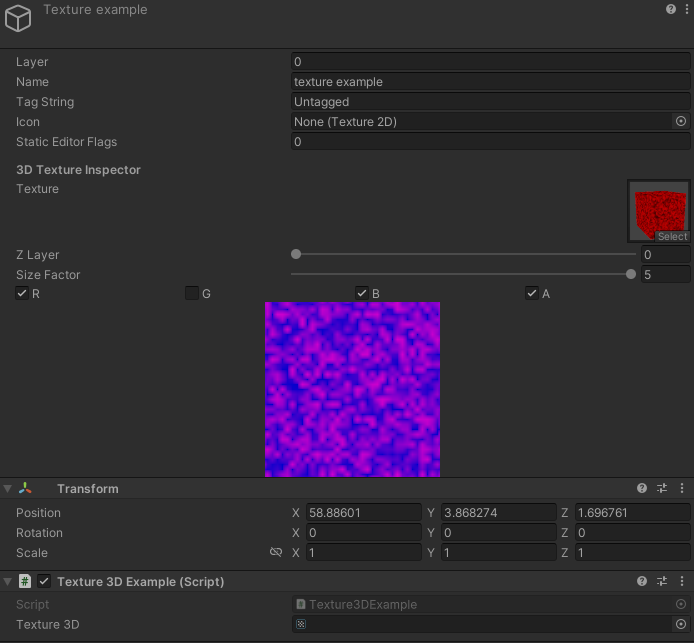 Texture example
Layer 0
Name texture example
Tag String Untagged
Icon None (Texture 2D)
Static Editor Flags 0
3D Texture Inspector
Texture
Select
Z Layer 0
Size Factor 5
R G B A
Transform
Position X 58.88601 Y 3.868274 Z 1.696761
Rotation X 0 Y 0 Z 0
Scale X 1 Y 1 Z 1
# Texture 3D Example (Script)
Script # Texture3DExample
Texture 3D